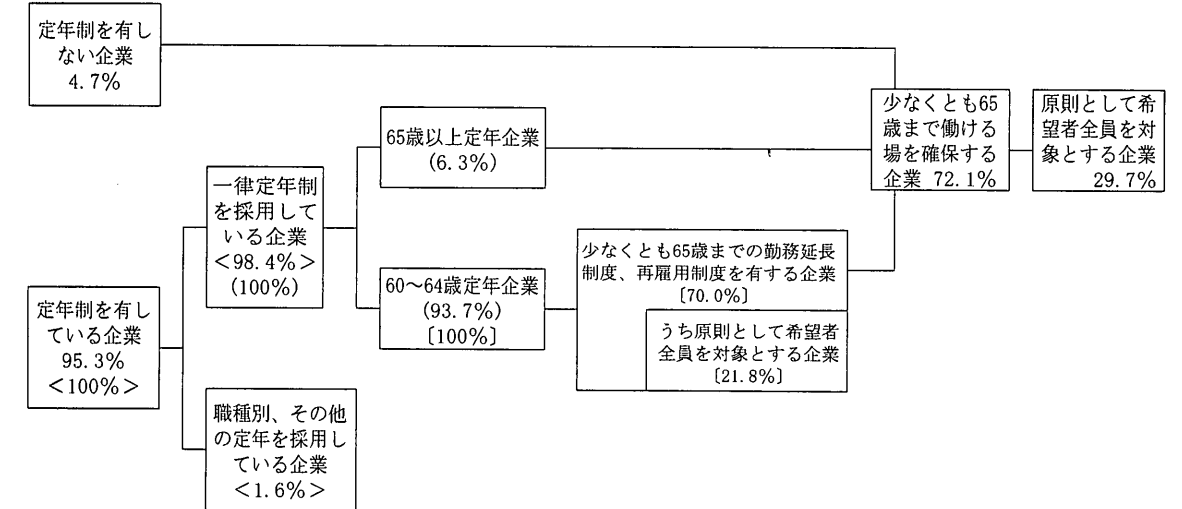 定年制を有し
ない企業
4.7%
65歳以上定年企業
(6.3%)
少なくとも65
歳まで働ける
場を確保する
企業 72.1%
原則として希
望者全員を対
象とする企業
29.7%
一律定年制
を採用して
いる企業
<98.4%>
(100%)
60～64歳定年企業
(93.7%)
〔100%〕
少なくとも65歳までの勤務延長
制度、再雇用制度を有する企業
〔70.0%〕
うち原則として希望者
全員を対象とする企業
〔21.8%〕
定年制を有し
ている企業
95.3%
<100%>
職種別、その他
の定年を採用し
ている企業
<1.6%>